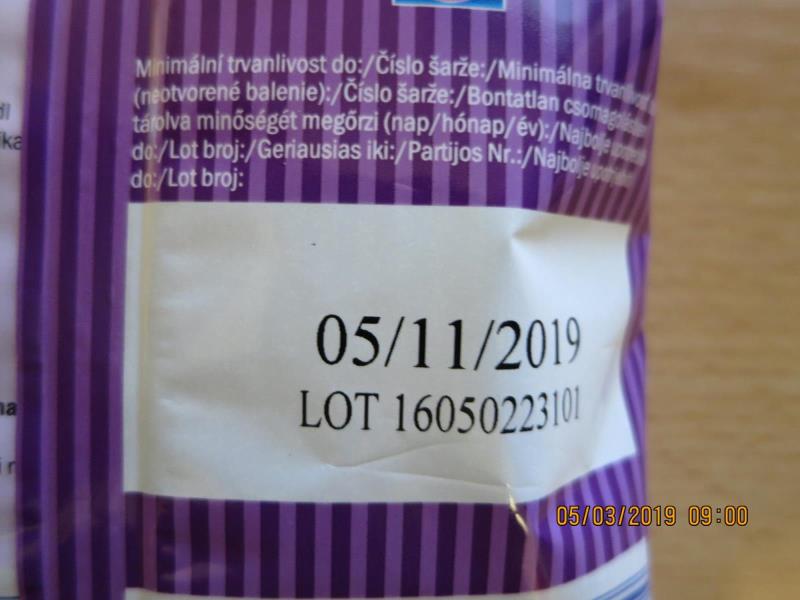 Minimální trvanlivost do:/Číslo šarže:/Minimálna trvanlivosť
(neotvorené balenie):/Číslo šarže:/Bontatlan csomagolásban
tárolva minőségét megőrzi (nap/hónap/év):/Najbolje
do:/Lot broj:/Geriausias iki:/Partijos Nr.:/Najbolje
do:/Lot broj:
05/11/2019
LOT 16050223101
05/03/2019 09:00